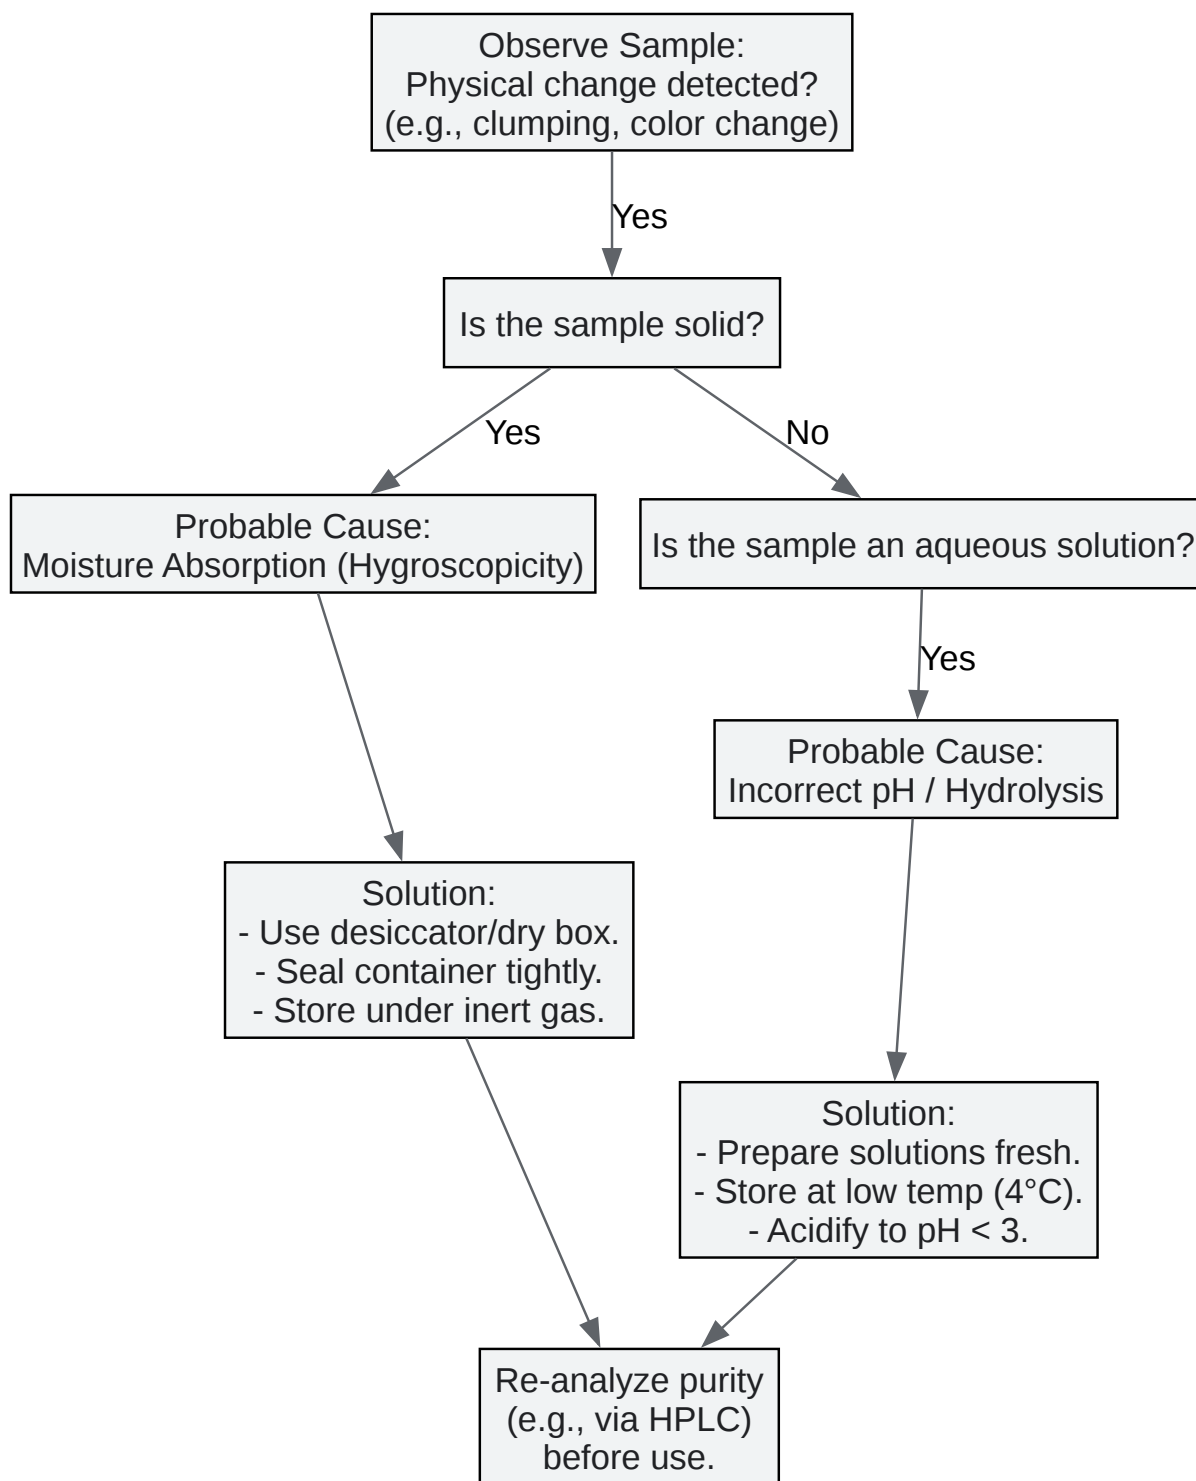 Observe Sample:
Physical change detected?
(e.g., clumping, color change)
Yes
Is the sample solid?
Yes
No
Probable Cause:
Moisture Absorption (Hygroscopicity)
Is the sample an aqueous solution?
Yes
Probable Cause:
Incorrect pH / Hydrolysis
Solution:
- Use desiccator/dry box.
- Seal container tightly.
- Store under inert gas.
Solution:
- Prepare solutions fresh.
- Store at low temp (4°C).
- Acidify to pH < 3.
Re-analyze purity
(e.g., via HPLC)
before use.